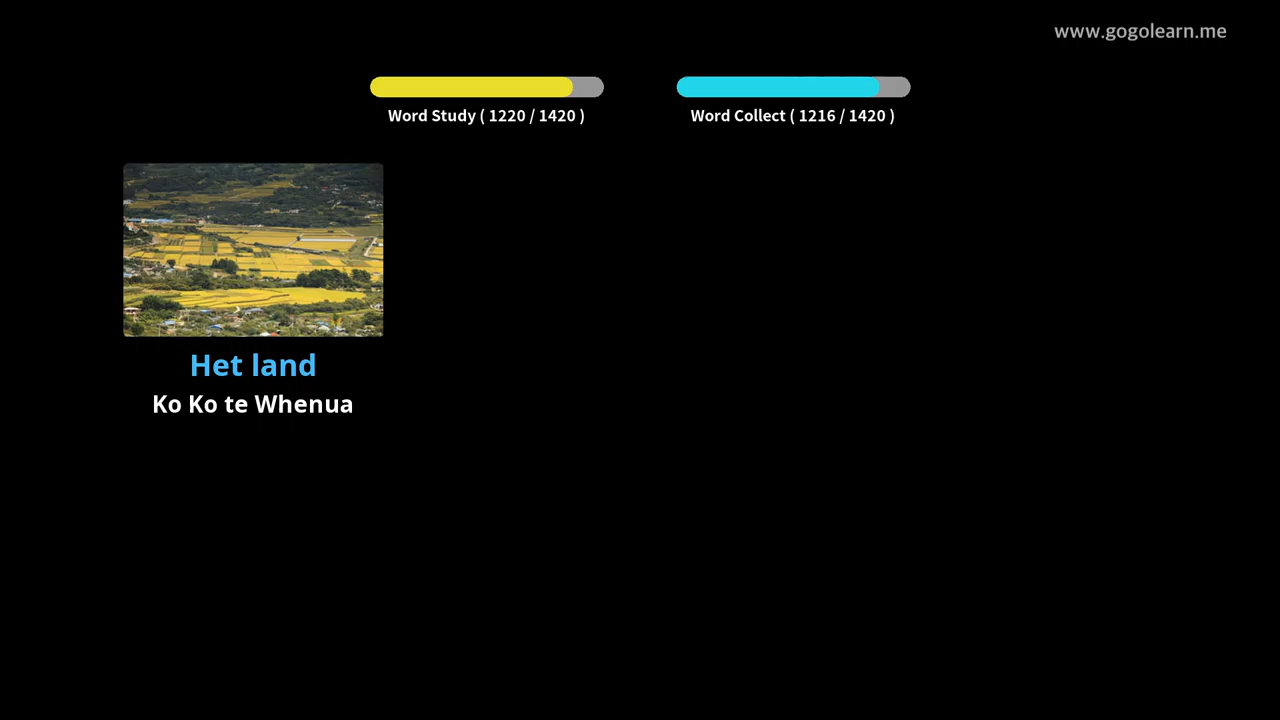 www.gogolearn.me
Word Study ( 1220 / 1420 )
Word Collect ( 1216 / 1420 )
Het land
Ko Ko te Whenua